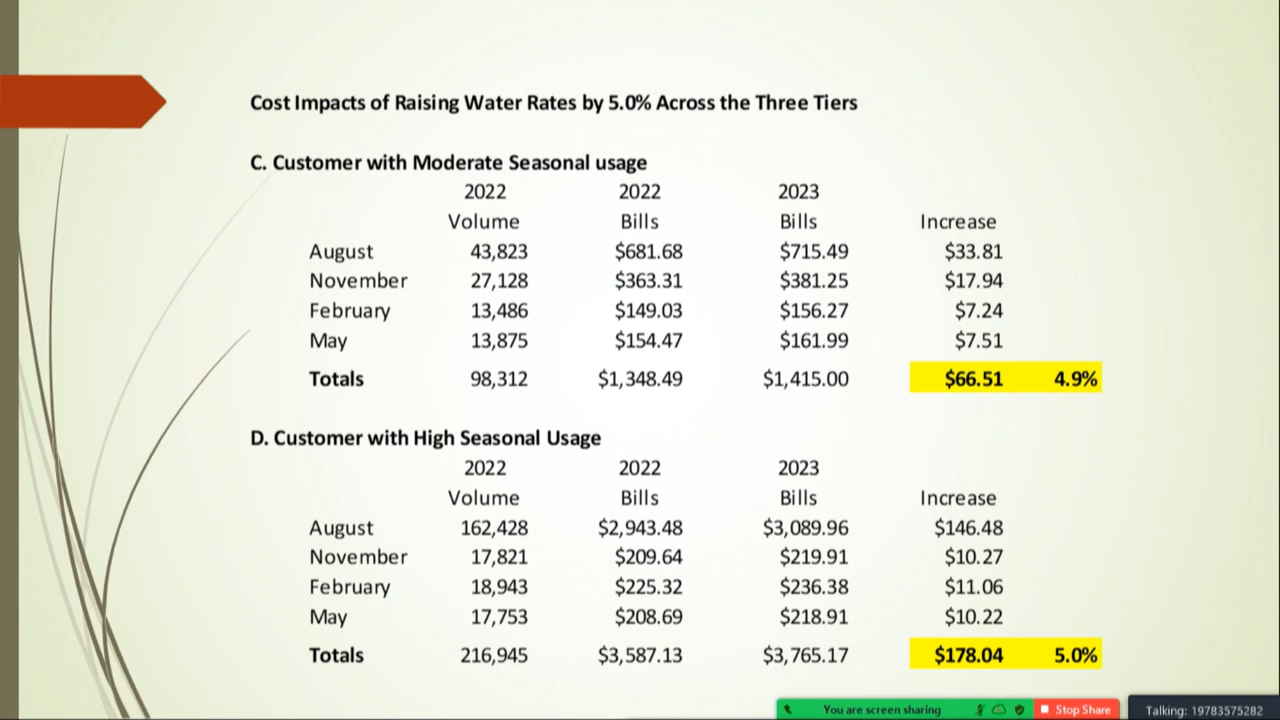 Cost Impacts of Raising Water Rates by 5.0% Across the Three Tiers
C. Customer with Moderate Seasonal usage
2022 2022 2023
Volume Bills Bills Increase
August 43,823 $681.68 $715.49 $33.81
November 27,128 $363.31 $381.25 $17.94
February 13,486 $149.03 $156.27 $7.24
May 13,875 $154.47 $161.99 $7.51
Totals 98,312 $1,348.49 $1,415.00 $66.51 4.9%
D. Customer with High Seasonal Usage
2022 2022 2023
Volume Bills Bills Increase
August 162,428 $2,943.48 $3,089.96 $146.48
November 17,821 $209.64 $219.91 $10.27
February 18,943 $225.32 $236.38 $11.06
May 17,753 $208.69 $218.91 $10.22
Totals 216,945 $3,587.13 $3,765.17 $178.04 5.0%
You are screen sharing Stop Share Talking: 19783575282